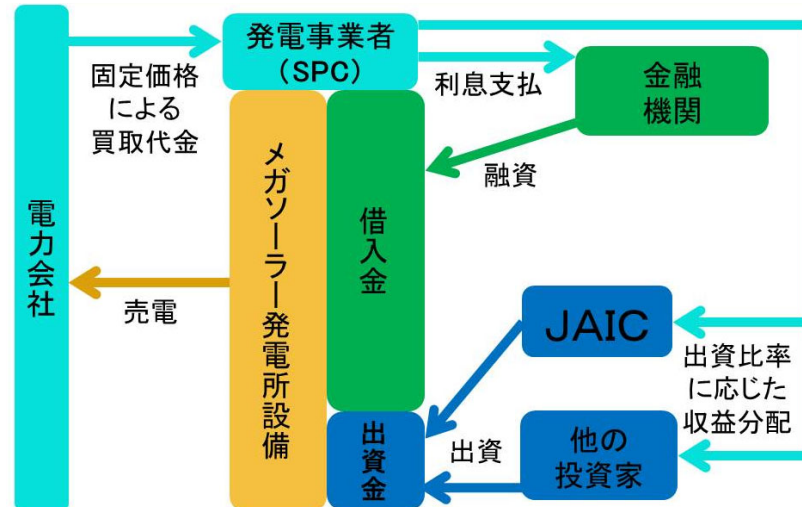 発電事業者
(SPC)
固定価格
による
買取代金
利息支払
金融
機関
融資
電力会社
メガソーラー発電所設備
借入金
売電
JAIC
出資比率
に応じた
収益分配
出資金
出資
他の
投資家